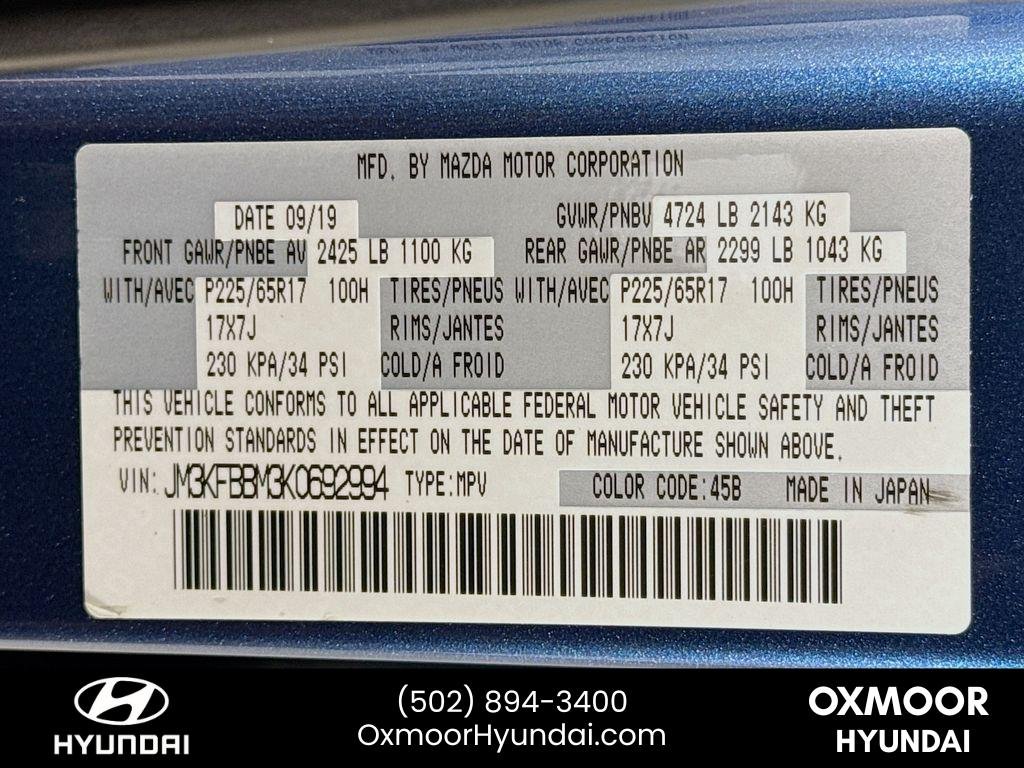 MFD. BY MAZDA MOTOR CORPORATION
DATE 09/19 GVWR/PNBV 4724 LB 2143 KG
FRONT GAWR/PNBE AV 2425 LB 1100 KG REAR GAWR/PNBE AR 2299 LB 1043 KG
WITH/AVEC P225/65R17 100H TIRES/PNEUS WITH/AVEC P225/65R17 100H TIRES/PNEUS
17X7J RIMS/JANTES 17X7J RIMS/JANTES
230 KPA/34 PSI COLD/A FROID 230 KPA/34 PSI COLD/A FROID
THIS VEHICLE CONFORMS TO ALL APPLICABLE FEDERAL MOTOR VEHICLE SAFETY AND THEFT
PREVENTION STANDARDS IN EFFECT ON THE DATE OF MANUFACTURE SHOWN ABOVE.
VIN: JM3KFBBM3K0692994 TYPE:MPV COLOR CODE:45B MADE IN JAPAN
HYUNDAI
(502) 894-3400
OxmoorHyundai.com
OXMOOR
HYUNDAI